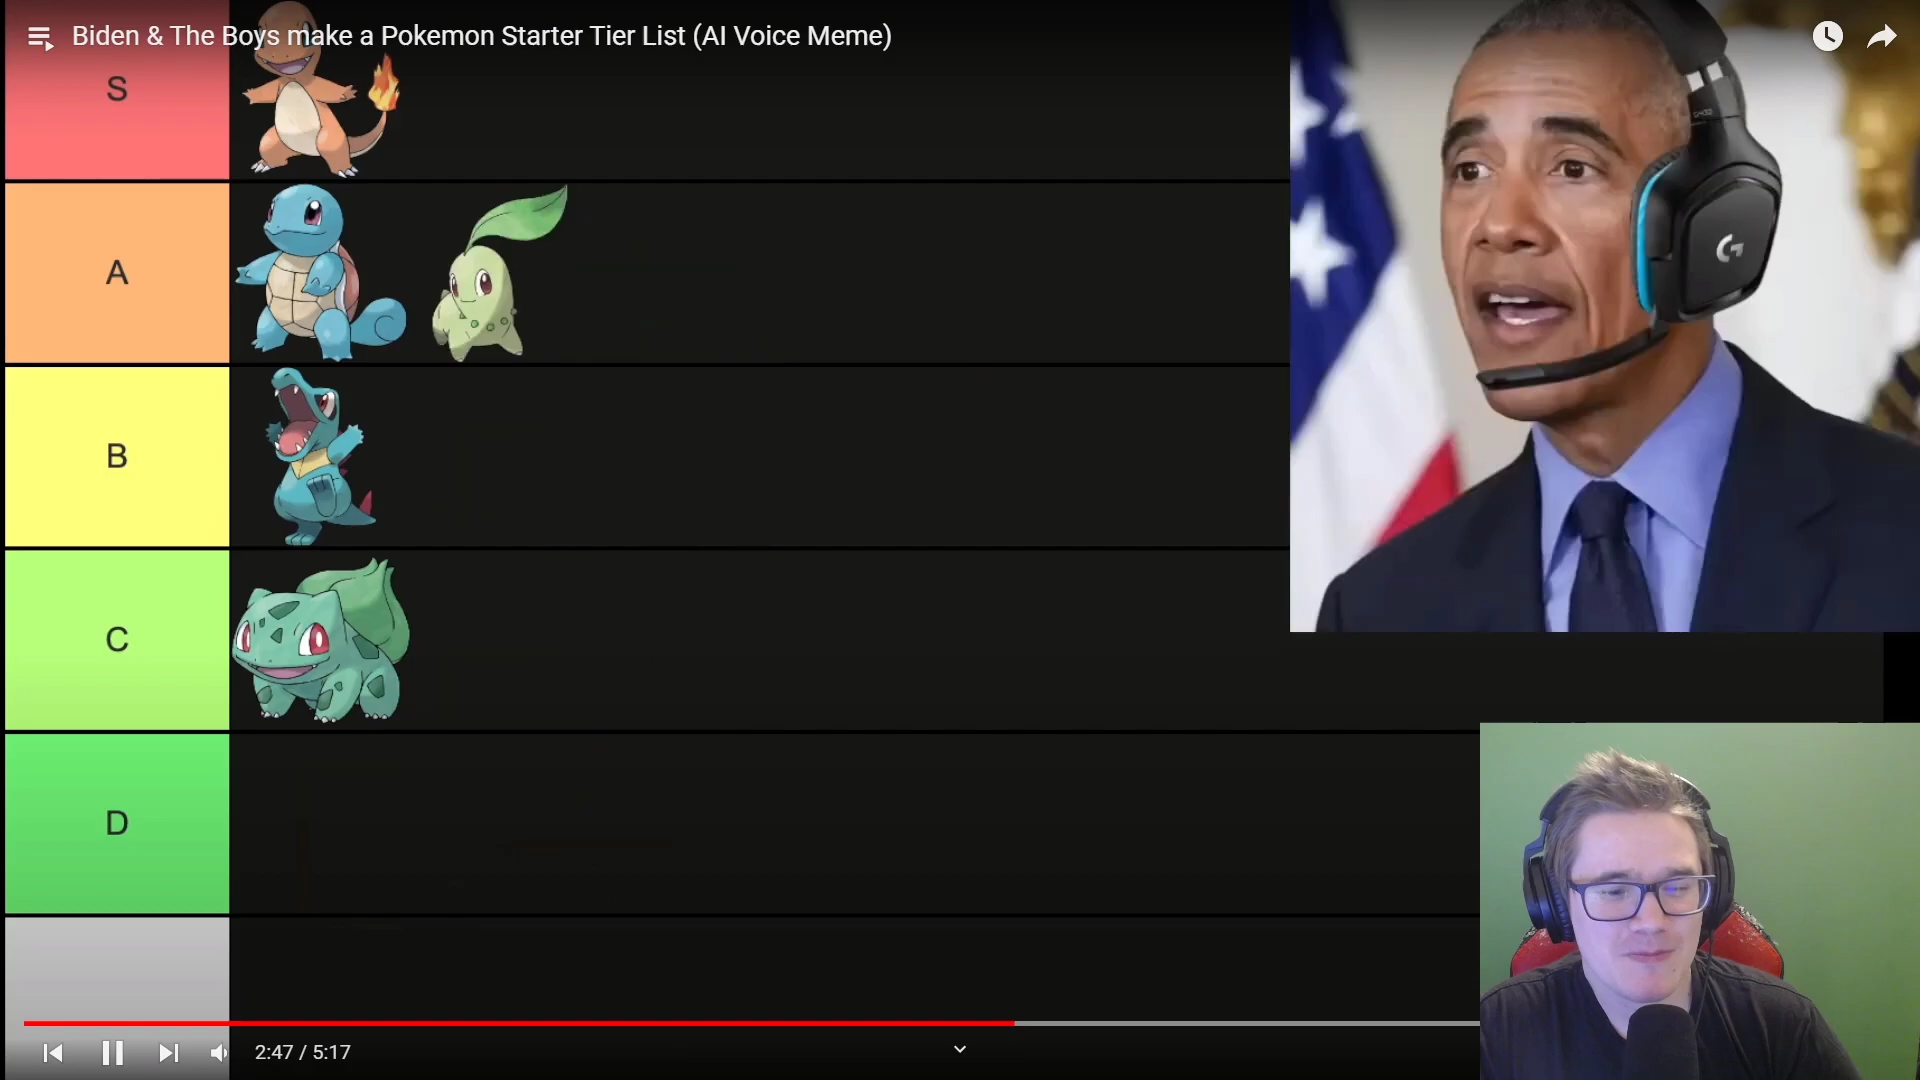 Biden & The Boys make a Pokemon Starter Tier List (AI Voice Meme)
S
A
B
C
D
2:47 / 5:17